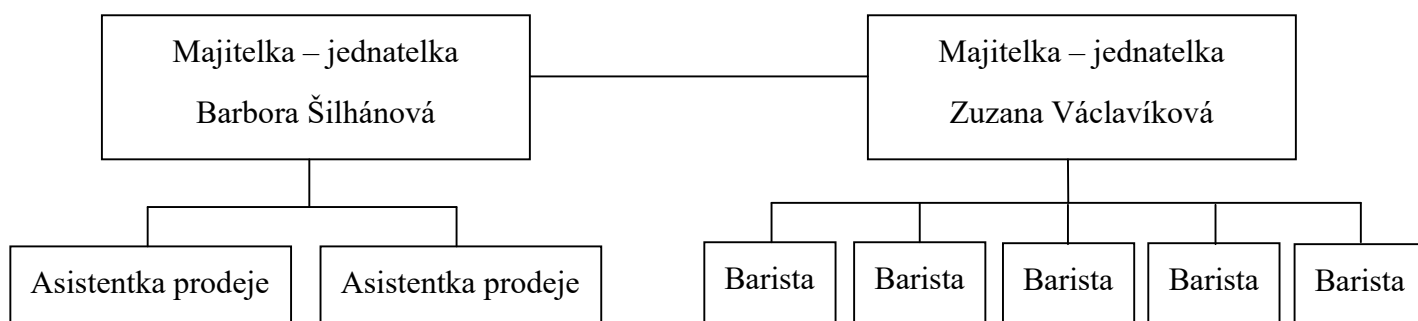 Majitelka – jednatelka
Barbora Šilhánová
Majitelka – jednatelka
Zuzana Václavíková
Asistentka prodeje
Asistentka prodeje
Barista
Barista
Barista
Barista
Barista